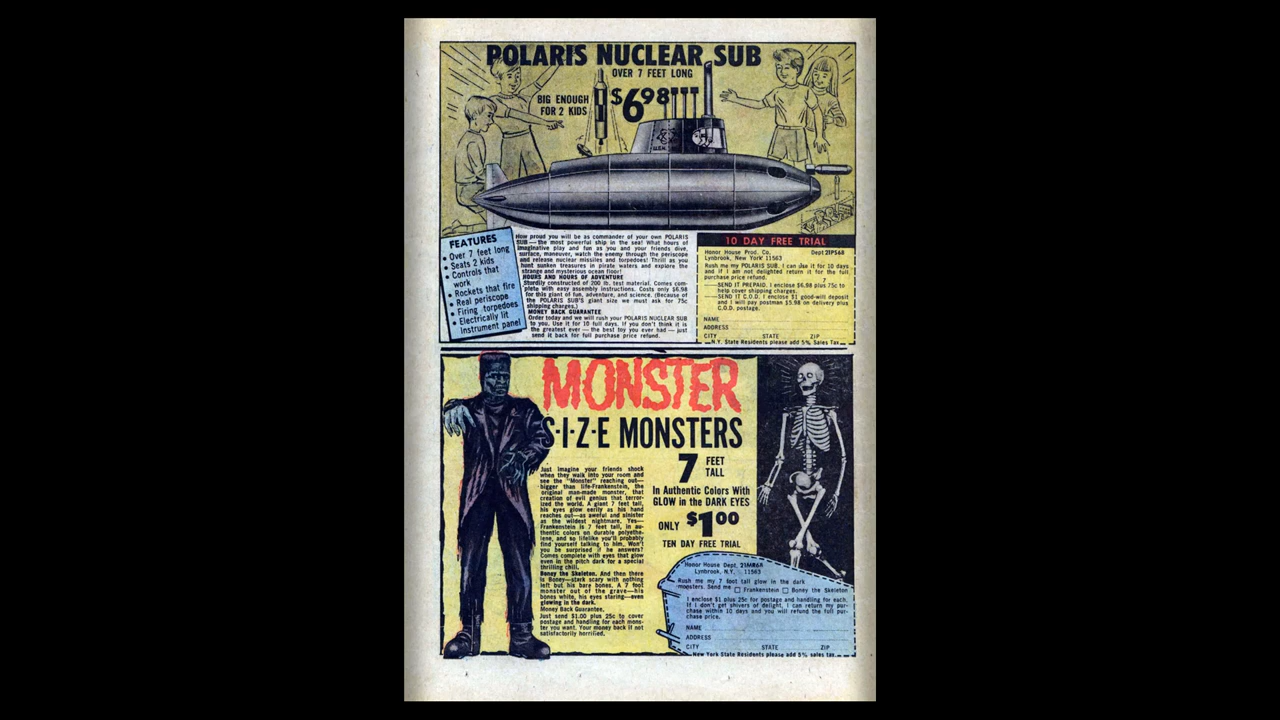 POLARIS NUCLEAR SUB
OVER 7 FEET LONG
BIG ENOUGH
FOR 2 KIDS
$6.98
FEATURES
• Over 7 feet long
• Seats 2 kids
• Controls that
work
• Rockets that fire
• Real periscope
• Firing torpedoes
• Electrically lit
instrument panel
How proud you will be as commander of your own POLARIS
SUB — the most powerful ship in the sea! What hours of
imaginative play and fun as you and your friends dive,
surface, maneuver, watch the enemy through the periscope
and release nuclear missiles and torpedoes! Thrill as you
hunt sunken treasures in pirate waters and explore the
strange and mysterious ocean floor!
HOURS AND HOURS OF ADVENTURE
Sturdily constructed of 200 lb. test material. Comes com-
plete with easy assembly instructions. Costs only $6.98
for this giant of fun, adventure, and science. (Because of
the POLARIS SUB'S giant size we must ask for 75c
shipping charges.)
MONEY BACK GUARANTEE
Order today and we will rush your POLARIS NUCLEAR SUB
to you. Use it for 10 full days. If you don't think it is
the greatest ever — the best toy you ever had — just
send it back for full purchase price refund.
10 DAY FREE TRIAL
Honor House Prod. Co. Dept 21PS68
Lynbrook, New York 11563
Rush me my POLARIS SUB. I can use it for 10 days
and if I am not delighted return it for the full
purchase price refund.
—SEND IT PREPAID. I enclose $6.98 plus 75c to
help cover shipping charges.
—SEND IT C.O.D. I enclose $1 good-will deposit
and I will pay postman $5.98 on delivery plus
C.O.D. postage.
NAME
ADDRESS
CITY STATE ZIP
N.Y. State Residents please add 5% Sales Tax
MONSTER
S-I-Z-E MONSTERS
7 FEET
TALL
In Authentic Colors With
GLOW in the DARK EYES
ONLY $1.00
TEN DAY FREE TRIAL
Just imagine your friends shock
when they walk into your room and
see the "Monster" reaching out—
bigger than life-Frankenstein, the
original man-made monster, that
creation of evil genius that terror-
ized the world. A giant 7 feet tall,
his eyes glow eerily as his hand
reaches out—as awful and sinister
as the wildest nightmare. Yes—
Frankenstein is 7 feet tall, in au-
thentic colors on durable polyethe-
lene, and so lifelike you'll probably
find yourself talking to him. Won't
you be surprised if he answers?
Comes complete with eyes that glow
even in the pitch dark for a special
thrilling chill.
Boney the Skeleton. And then there
is Boney—stark scary with nothing
left but his bare bones. A 7 foot
monster out of the grave—his
bones white, his eyes staring—even
glowing in the dark.
Money Back Guarantee.
Just send $1.00 plus 25c to cover
postage and handling for each mons-
ter you want. Your money back if not
satisfactorily horrified.
Honor House Dept. 21MR68
Lynbrook, N.Y. 11563
Rush me my 7 foot tall glow in the dark
monsters. Send me □ Frankenstein □ Boney the Skeleton
I enclose $1 plus 25c for postage and handling for each.
If I don't get shivers of delight, I can return my pur-
chase within 10 days and you will refund the full pur-
chase price.
NAME
ADDRESS
CITY STATE ZIP
New York State Residents please add 5% sales tax